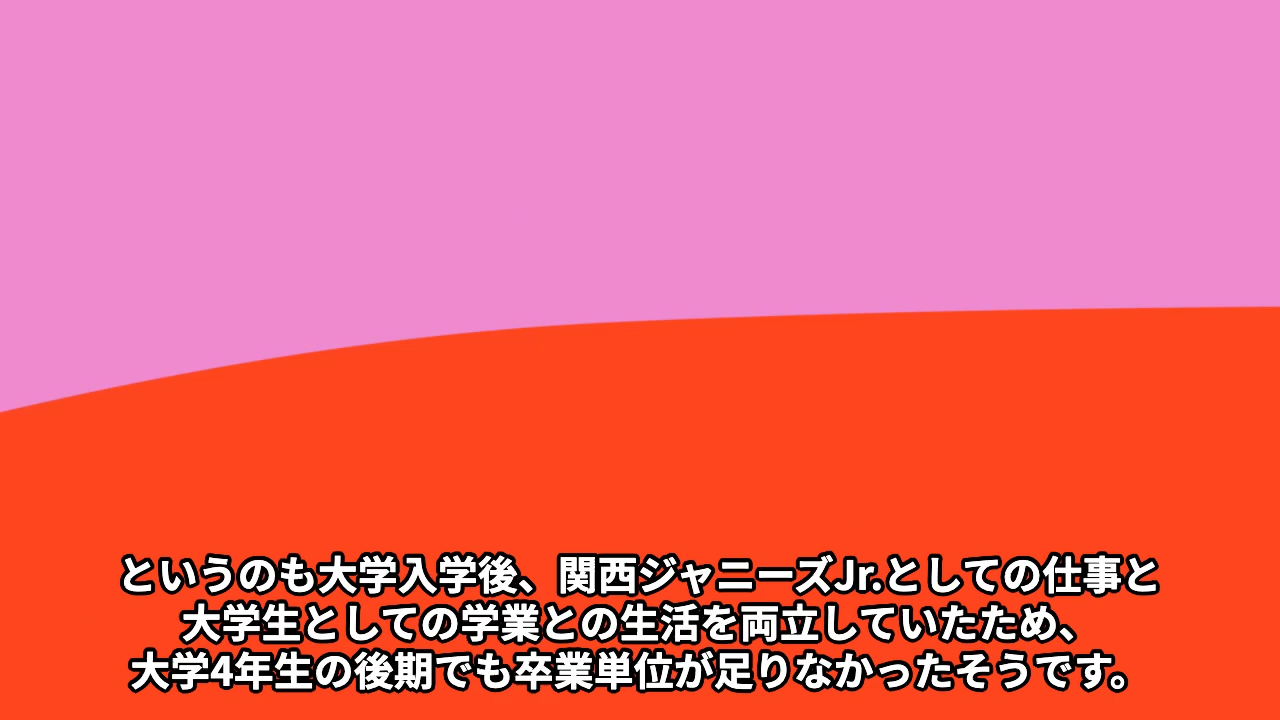 というのも大学入学後、関西ジャニーズJr.としての仕事と
大学生としての学業との生活を両立していたため、
大学4年生の後期でも卒業単位が足りなかったそうです。